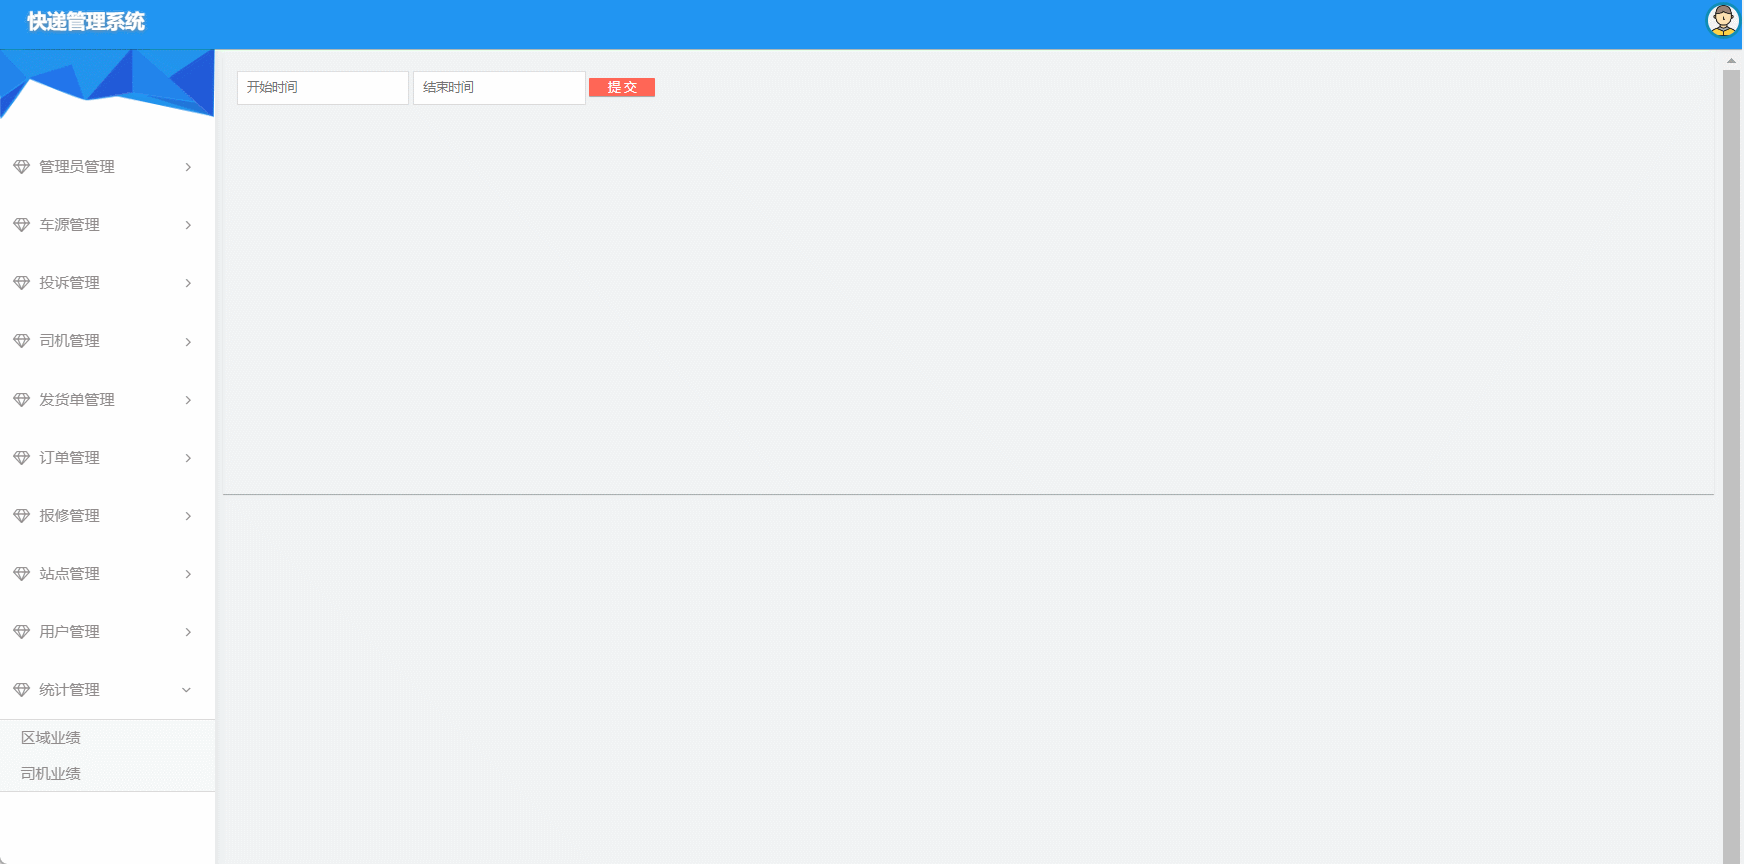 快递管理系统
开始时间
结束时间
提交
管理员管理
车源管理
投诉管理
司机管理
发货单管理
订单管理
报修管理
站点管理
用户管理
统计管理
区域业绩
司机业绩